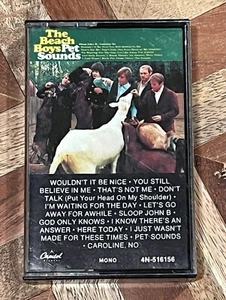 The
Beach
Boys Pet
Sounds
WOULDN'T IT BE NICE • YOU STILL
BELIEVE IN ME • THAT'S NOT ME • DON'T
TALK (Put Your Head On My Shoulder) •
I'M WAITING FOR THE DAY • LET'S GO
AWAY FOR AWHILE • SLOOP JOHN B •
GOD ONLY KNOWS • I KNOW THERE'S AN
ANSWER • HERE TODAY • I JUST WASN'T
MADE FOR THESE TIMES • PET SOUNDS
• CAROLINE, NO
Capitol
MONO
4N-516156